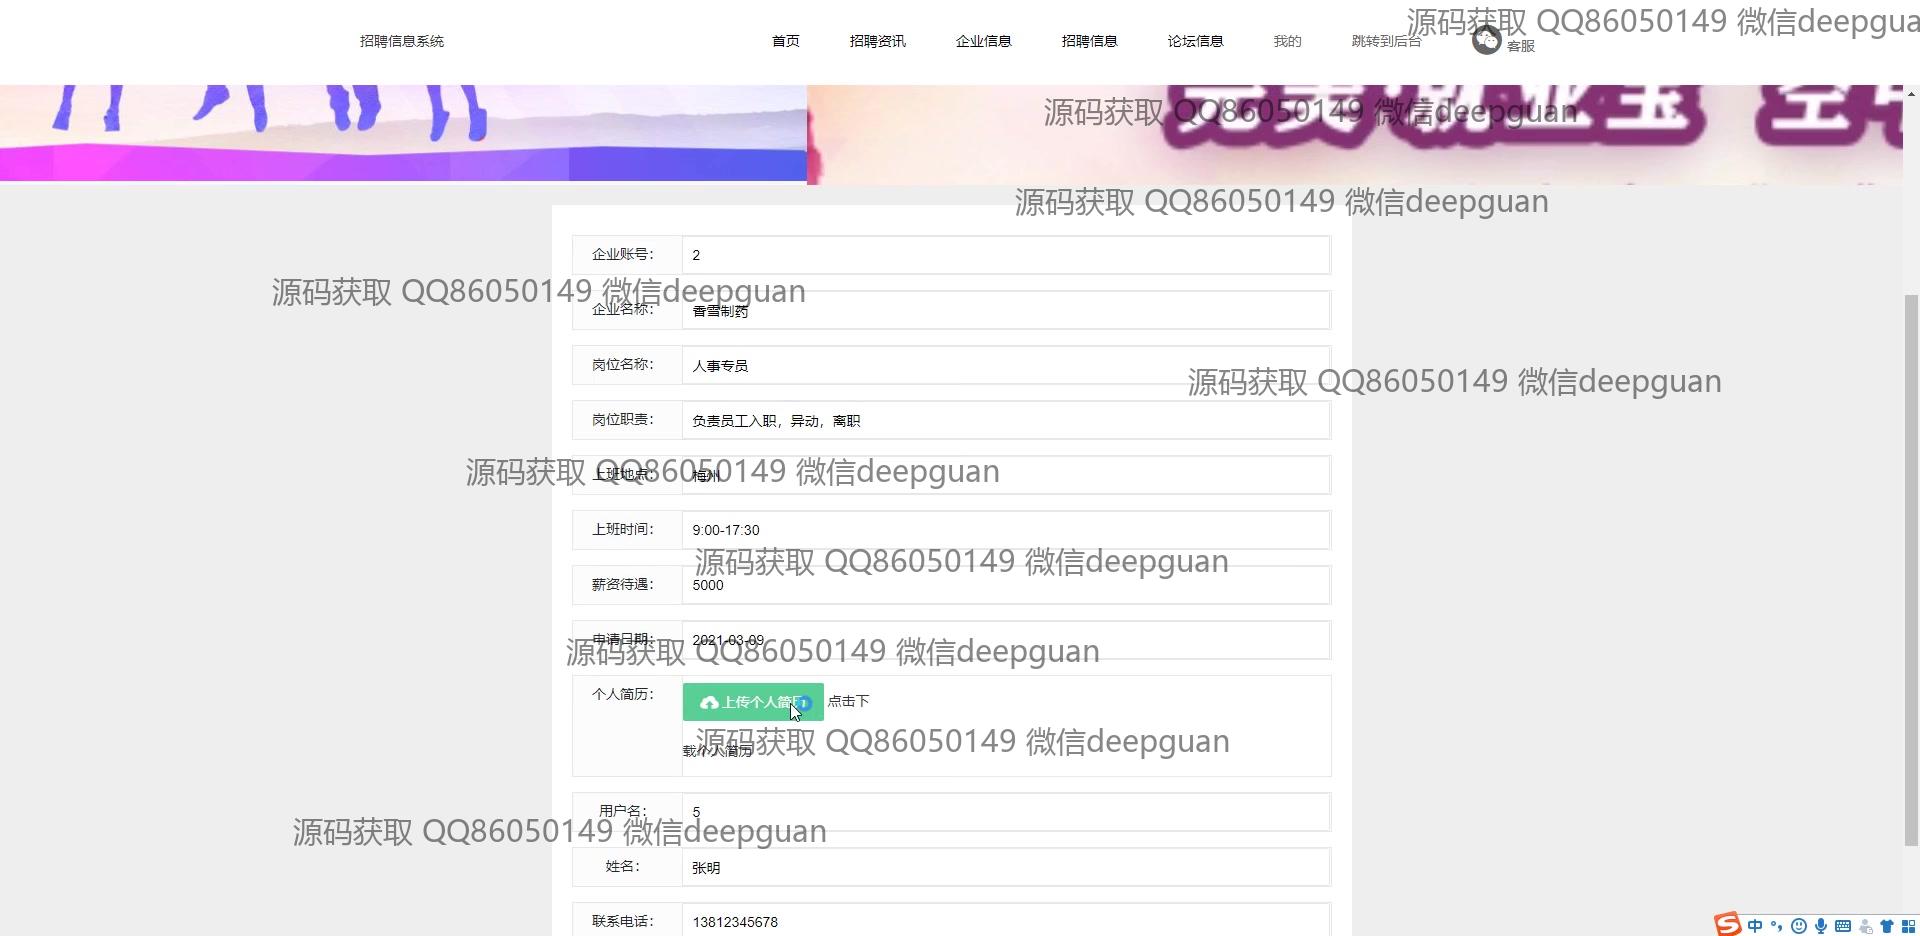 招聘信息系统 首页 招聘资讯 企业信息 招聘信息 论坛信息 我的 跳转到后台 客服
源码获取 QQ86050149 微信deepgua
源码获取 QQ86050149 微信deepguan
源码获取 QQ86050149 微信deepguan
企业账号： 2
源码获取 QQ86050149 微信deepguan
企业名称： 香雪制药
岗位名称： 人事专员
源码获取 QQ86050149 微信deepguan
岗位职责： 负责员工入职，异动，离职
源码获取 QQ86050149 微信deepguan
上班地点： 梅州
上班时间： 9:00-17:30
源码获取 QQ86050149 微信deepguan
薪资待遇： 5000
申请日期： 2021-03-09
源码获取 QQ86050149 微信deepguan
个人简历： 上传个人简历 点击下
载个人简历
源码获取 QQ86050149 微信deepguan
用户名： 5
源码获取 QQ86050149 微信deepguan
姓名： 张明
联系电话： 13812345678
中